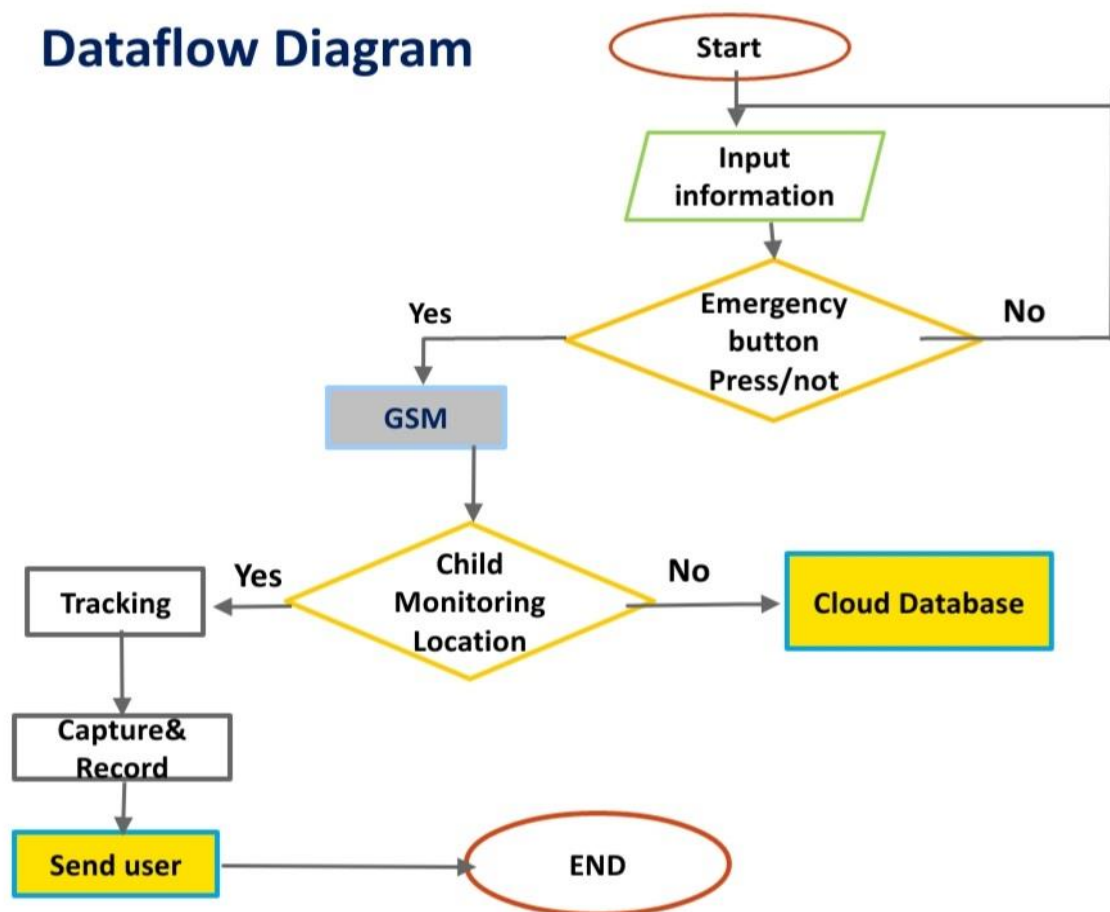 Dataflow Diagram
Start
Input
information
Emergency
button
Press/not
No
Yes
GSM
Child
Monitoring
Location
Yes
No
Tracking
Cloud Database
Capture&
Record
Send user
END